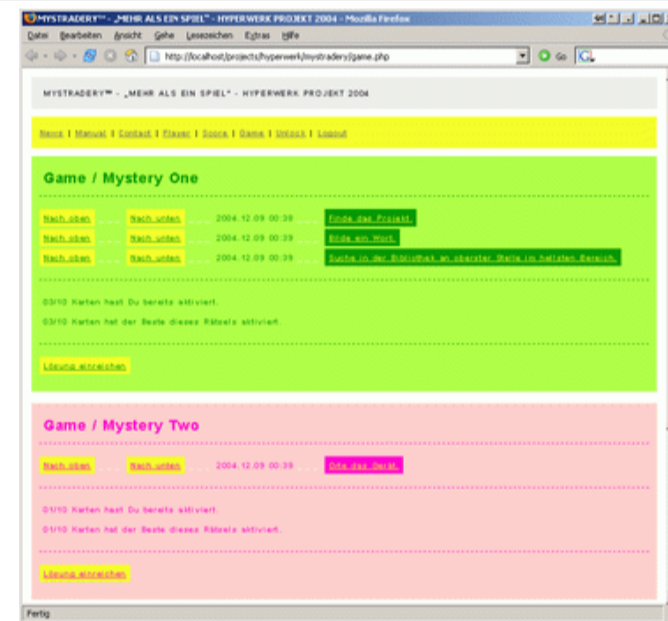 MYSTRADERY™ - „MEHR ALS EIN SPIEL" - HYPERWERK PROJEKT 2004 - Mozilla Firefox
Datei Bearbeiten Ansicht Gehe Lesezeichen Extras Hilfe
http://localhost/projects/hyperwerk/mystradery/game.php Go
MYSTRADERY™ - „MEHR ALS EIN SPIEL" - HYPERWERK PROJEKT 2004
News | Manual | Contact | Player | Score | Game | Unlock | Logout
Game / Mystery One
Nach oben ... Nach unten ... 2004.12.09 00:39 ... Finde das Projekt.
Nach oben ... Nach unten ... 2004.12.09 00:39 ... Bilde ein Wort.
Nach oben ... Nach unten ... 2004.12.09 00:39 ... Suche in der Bibliothek an oberster Stelle im hellsten Bereich.
03/10 Karten hast Du bereits aktiviert.
03/10 Karten hat der Beste dieses Rätsels aktiviert.
Lösung einreichen
Game / Mystery Two
Nach oben ... Nach unten ... 2004.12.09 00:39 ... Orte das Gerät.
01/10 Karten hast Du bereits aktiviert.
01/10 Karten hat der Beste dieses Rätsels aktiviert.
Lösung einreichen
Fertig